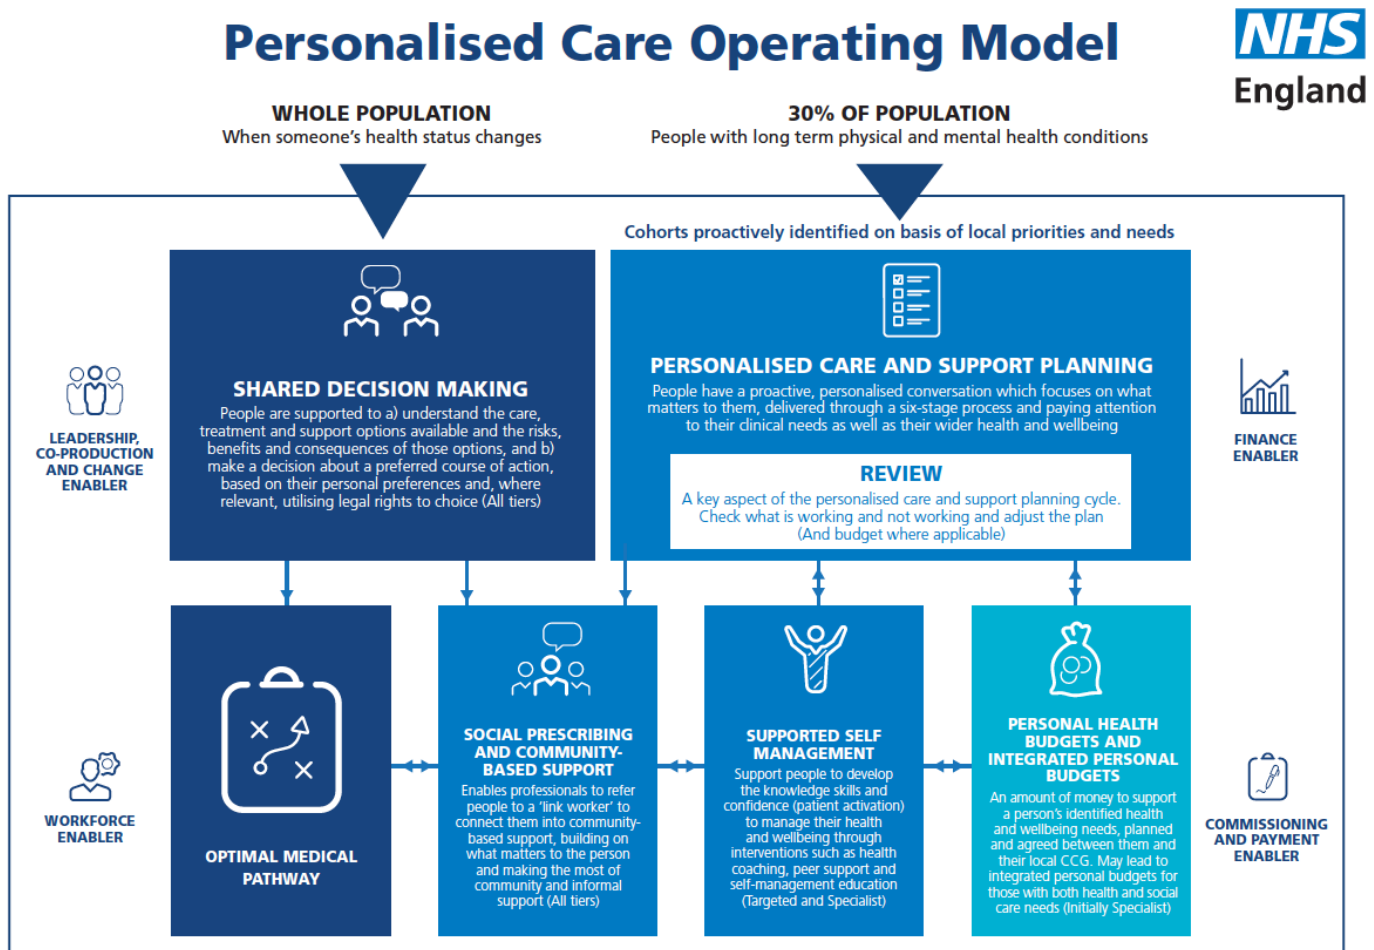 Personalised Care Operating Model
NHS
England
WHOLE POPULATION
When someone's health status changes
30% OF POPULATION
People with long term physical and mental health conditions
Cohorts proactively identified on basis of local priorities and needs
LEADERSHIP,
CO-PRODUCTION
AND CHANGE
ENABLER
SHARED DECISION MAKING
People are supported to a) understand the care,
treatment and support options available and the risks,
benefits and consequences of those options, and b)
make a decision about a preferred course of action,
based on their personal preferences and, where
relevant, utilising legal rights to choice (All tiers)
PERSONALISED CARE AND SUPPORT PLANNING
People have a proactive, personalised conversation which focuses on what
matters to them, delivered through a six-stage process and paying attention
to their clinical needs as well as their wider health and wellbeing
REVIEW
A key aspect of the personalised care and support planning cycle.
Check what is working and not working and adjust the plan
(And budget where applicable)
FINANCE
ENABLER
WORKFORCE
ENABLER
OPTIMAL MEDICAL
PATHWAY
SOCIAL PRESCRIBING
AND COMMUNITY-
BASED SUPPORT
Enables professionals to refer
people to a 'link worker' to
connect them into community-
based support, building on
what matters to the person
and making the most of
community and informal
support (All tiers)
SUPPORTED SELF
MANAGEMENT
Support people to develop
the knowledge skills and
confidence (patient activation)
to manage their health
and wellbeing through
interventions such as health
coaching, peer support and
self-management education
(Targeted and Specialist)
PERSONAL HEALTH
BUDGETS AND
INTEGRATED PERSONAL
BUDGETS
An amount of money to support
a person's identified health
and wellbeing needs, planned
and agreed between them and
their local CCG. May lead to
integrated personal budgets for
those with both health and social
care needs (Initially Specialist)
COMMISSIONING
AND PAYMENT
ENABLER